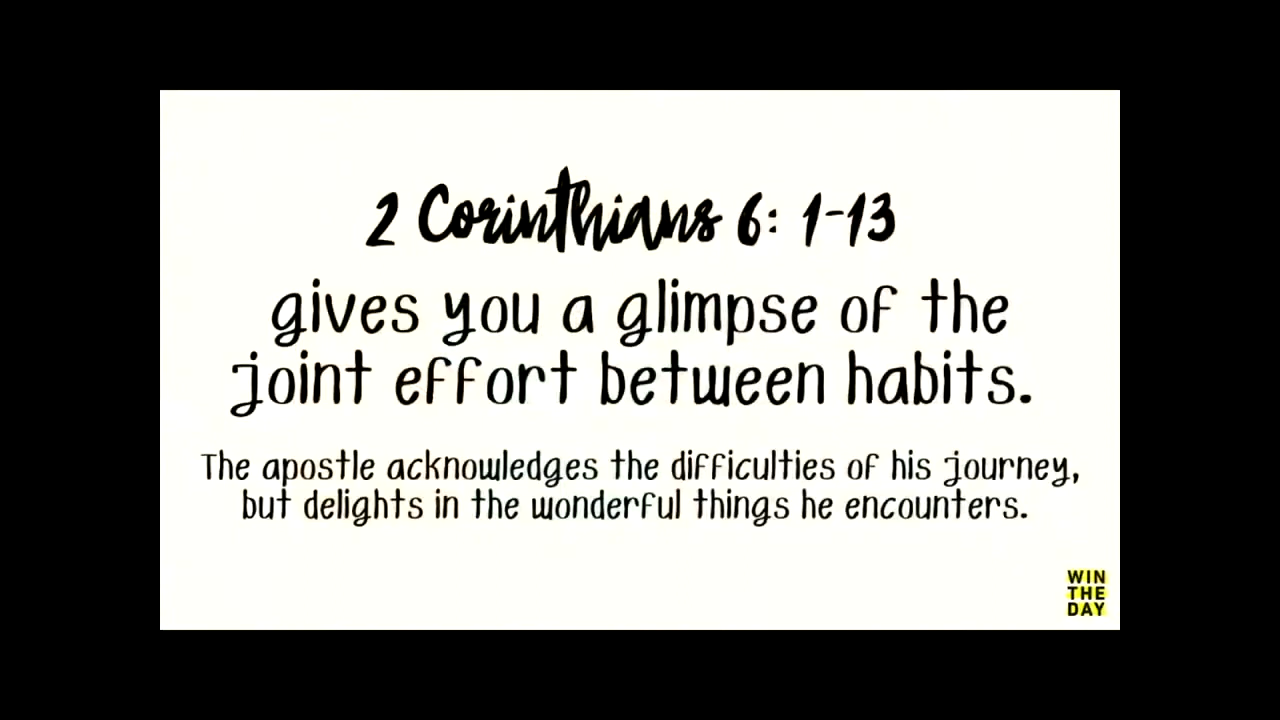 2 Corinthians 6: 1-13
gives you a glimpse of the
joint effort between habits.
The apostle acknowledges the difficulties of his journey,
but delights in the wonderful things he encounters.
WIN
THE
DAY